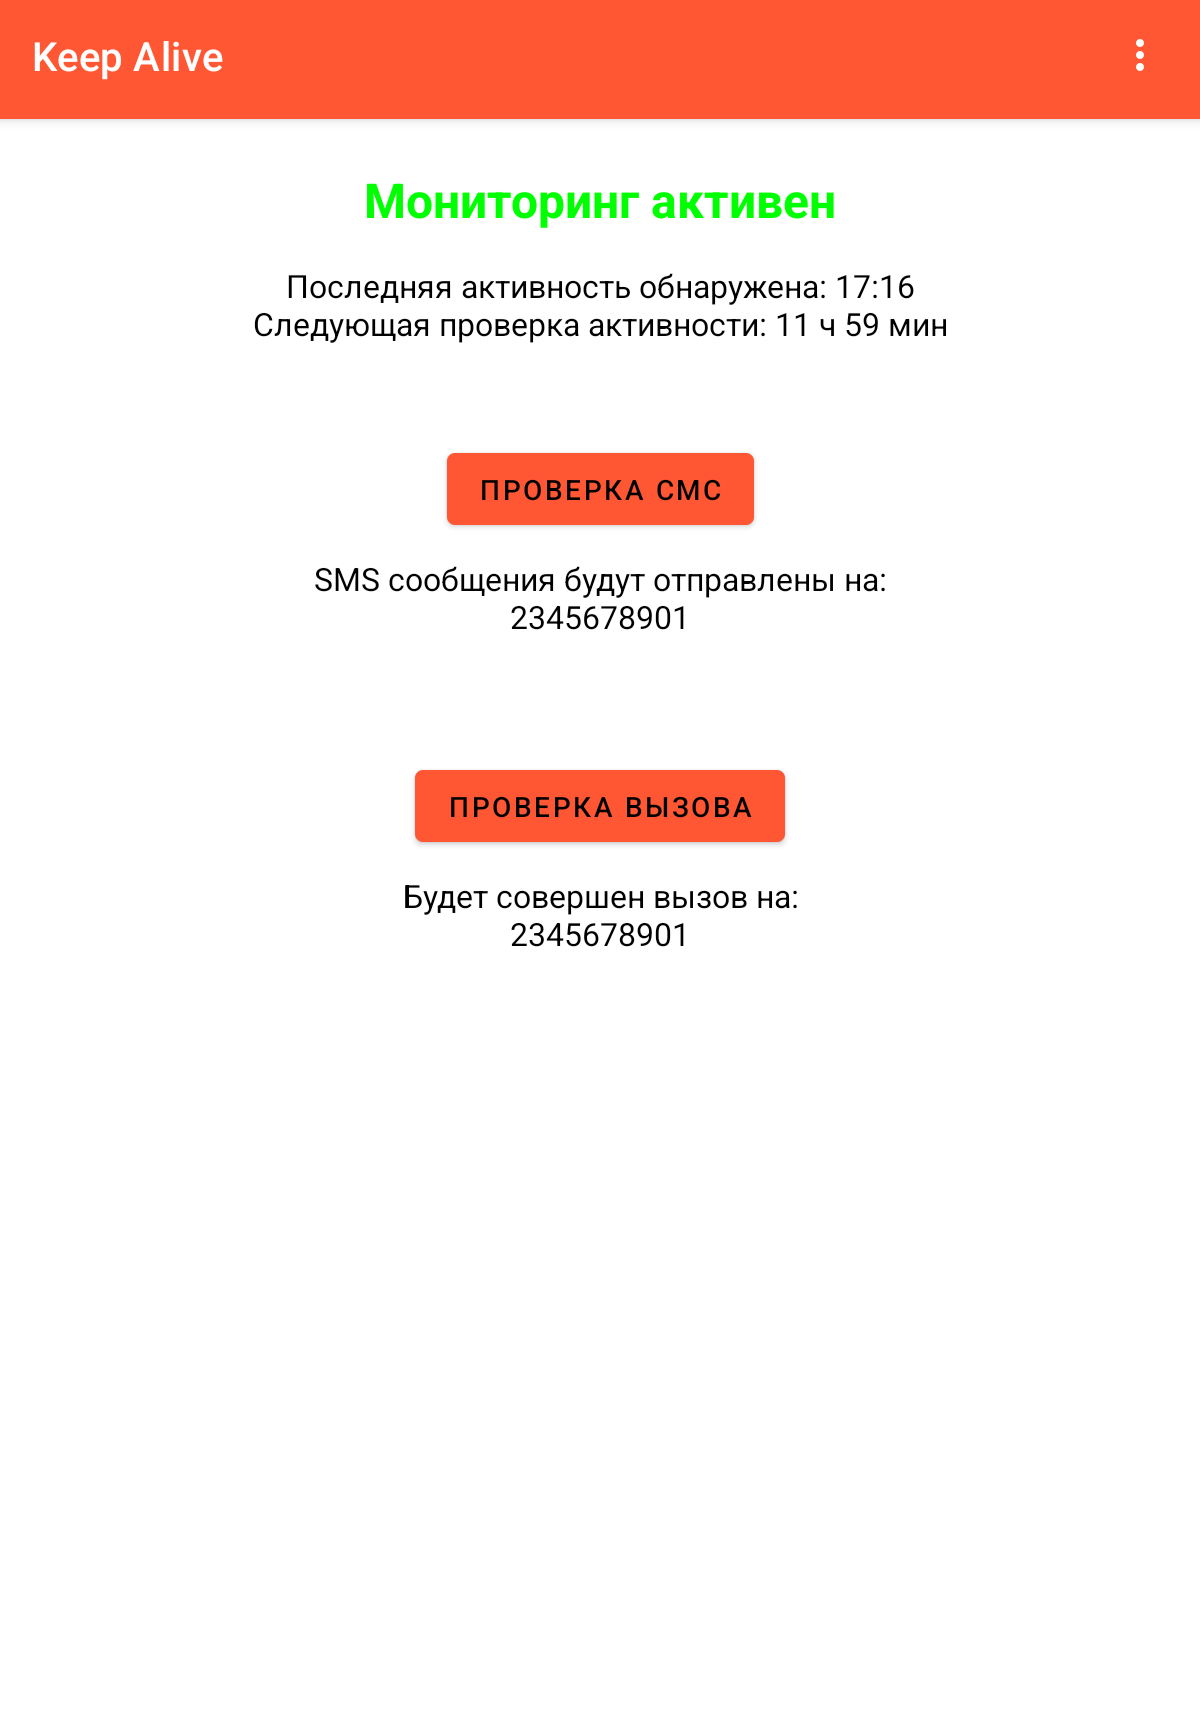 Keep Alive
Мониторинг активен
Последняя активность обнаружена: 17:16
Следующая проверка активности: 11 ч 59 мин
ПРОВЕРКА СМС
SMS сообщения будут отправлены на:
2345678901
ПРОВЕРКА ВЫЗОВА
Будет совершен вызов на:
2345678901